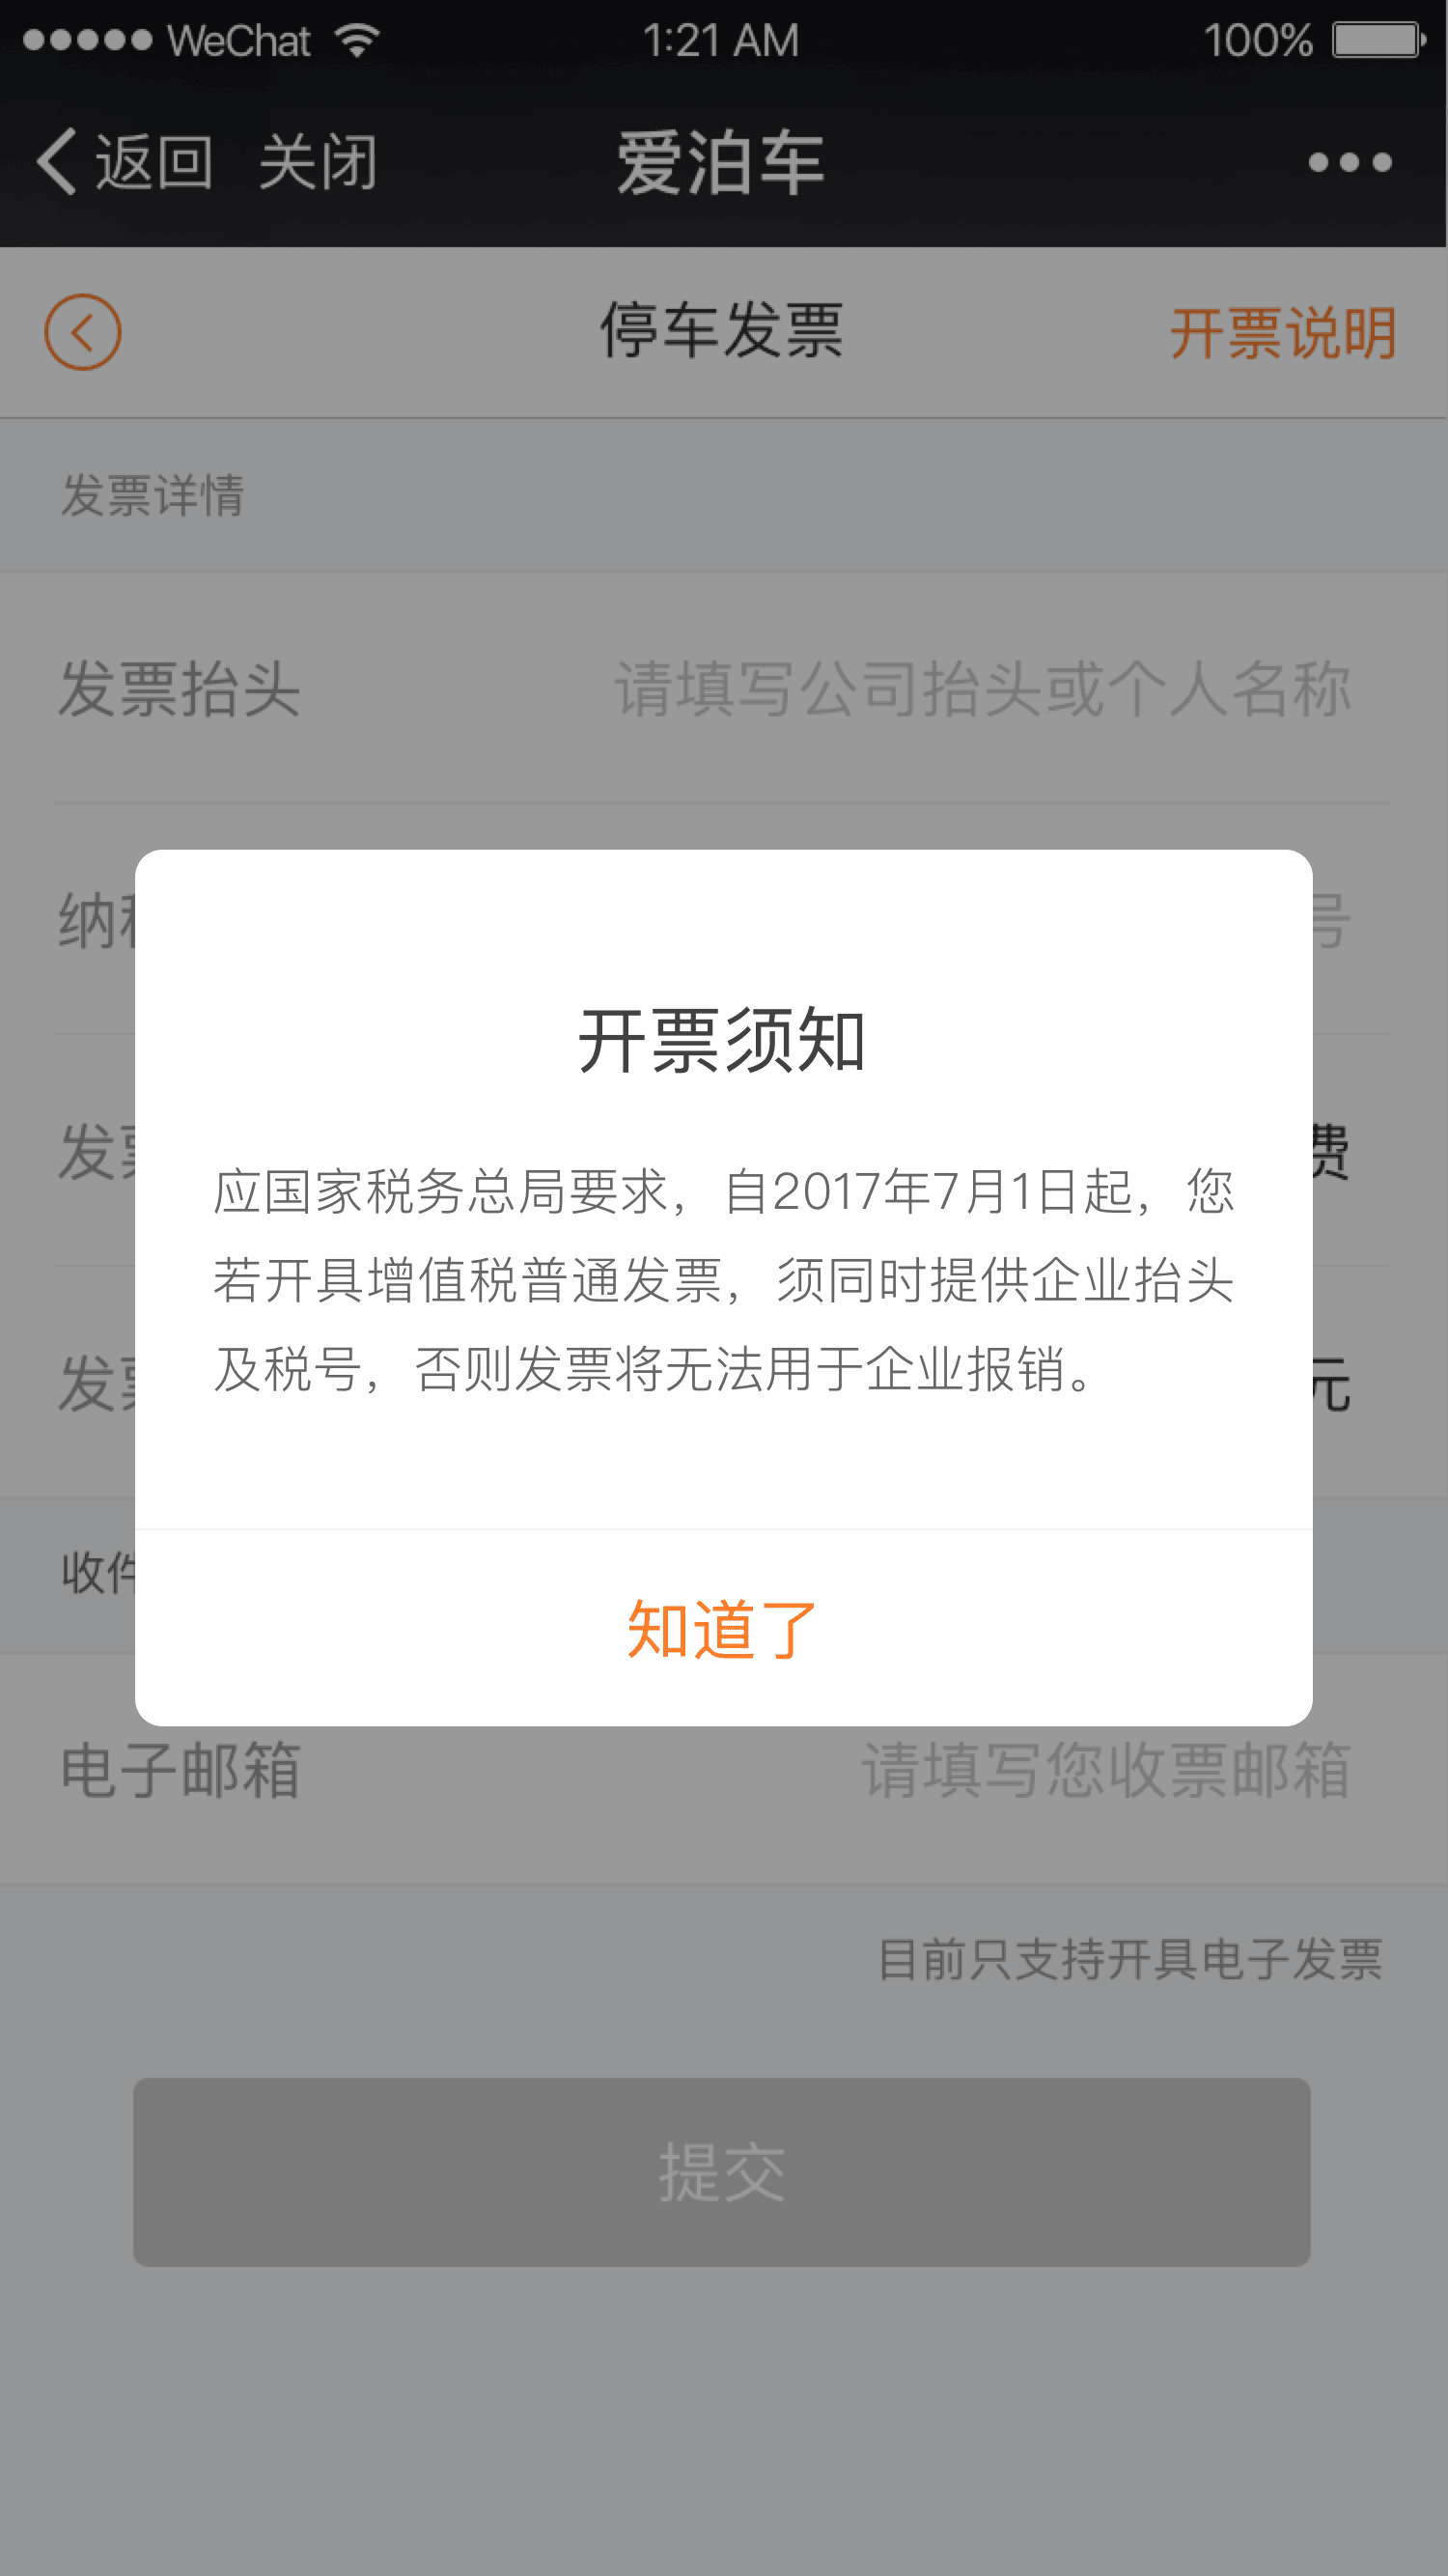 WeChat 1:21 AM 100%
返回 关闭 爱泊车
停车发票 开票说明
发票详情
发票抬头 请填写公司抬头或个人名称
纳 号
开票须知
发 费
应国家税务总局要求，自2017年7月1日起，您
若开具增值税普通发票，须同时提供企业抬头
及税号，否则发票将无法用于企业报销。
发 元
收
知道了
电子邮箱 请填写您收票邮箱
目前只支持开具电子发票
提交